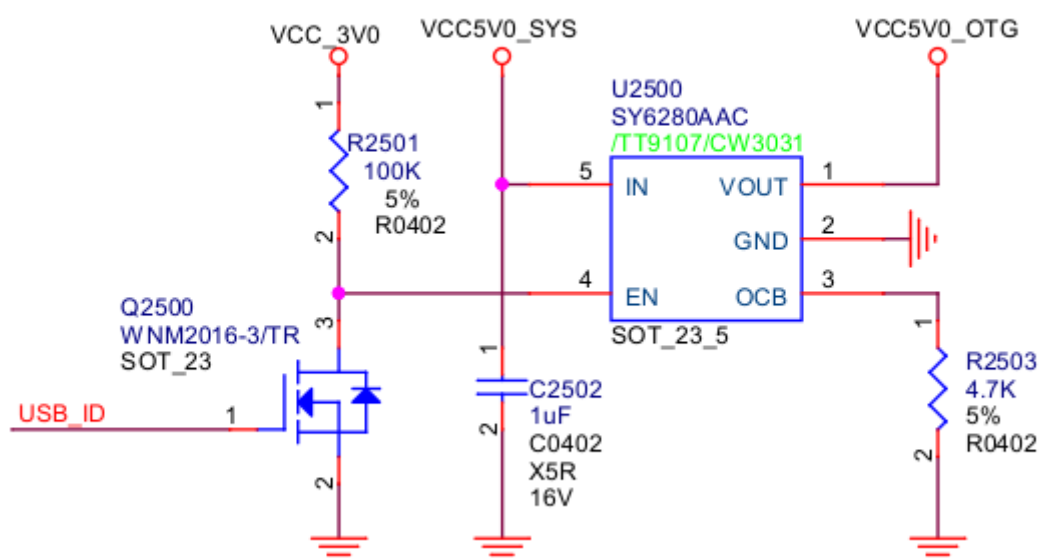 VCC_3V0
VCC5V0_SYS
VCC5V0_OTG
U2500
SY6280AAC
/TT9107/CW3031
1
R2501
100K
5%
R0402
2
5
IN
VOUT
1
GND
2
4
EN
OCB
3
SOT_23_5
Q2500
WNM2016-3/TR
SOT_23
3
USB_ID
1
2
1
C2502
1uF
C0402
X5R
16V
2
1
R2503
4.7K
5%
R0402
2